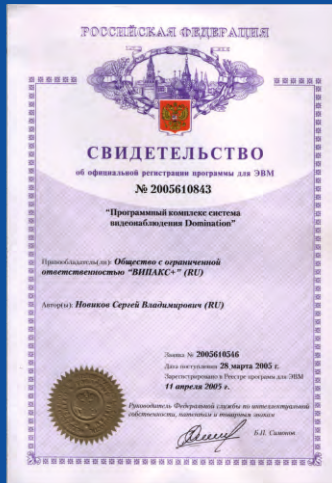 РОССИЙСКАЯ ФЕДЕРАЦИЯ
СВИДЕТЕЛЬСТВО
об официальной регистрации программы для ЭВМ
№ 2005610843
"Программный комплекс система
видеонаблюдения Domination"
Правообладатель(ли): Общество с ограниченной
ответственностью "ВИПАКС+" (RU)
Автор(ы): Новиков Сергей Владимирович (RU)
Заявка № 2005610546
Дата поступления 28 марта 2005 г.
Зарегистрировано в Реестре программ для ЭВМ
11 апреля 2005 г.
Руководитель Федеральной службы по интеллектуальной
собственности, патентам и товарным знакам
Б.П. Симонов